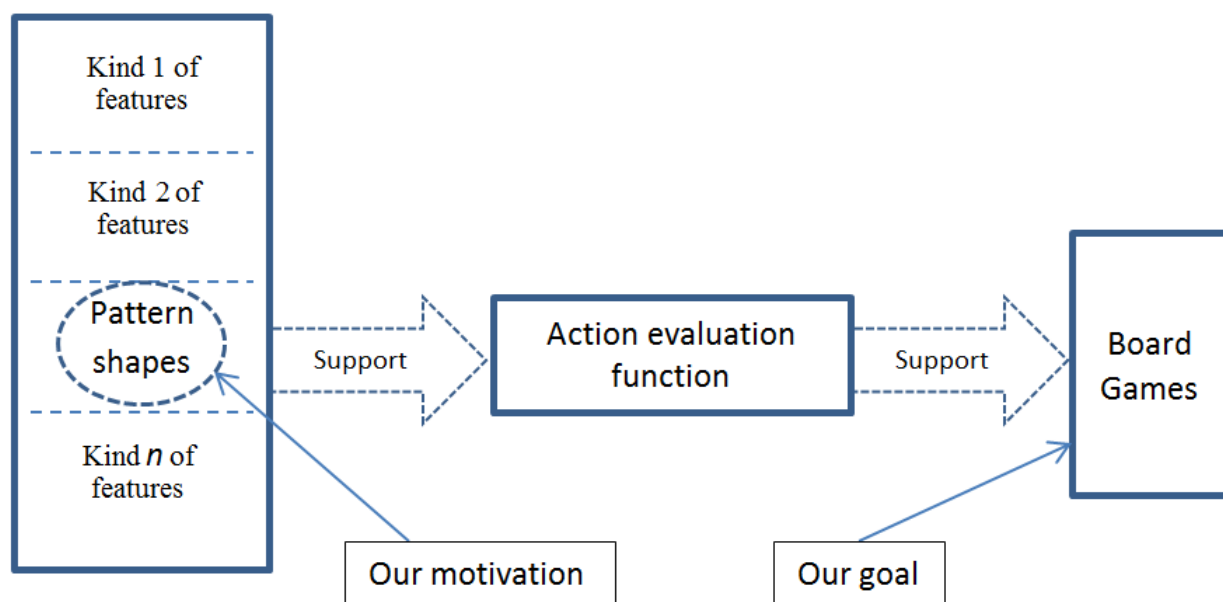 Kind 1 of
features
Kind 2 of
features
Pattern
shapes
Kind n of
features
Support
Action evaluation
function
Support
Board
Games
Our motivation
Our goal